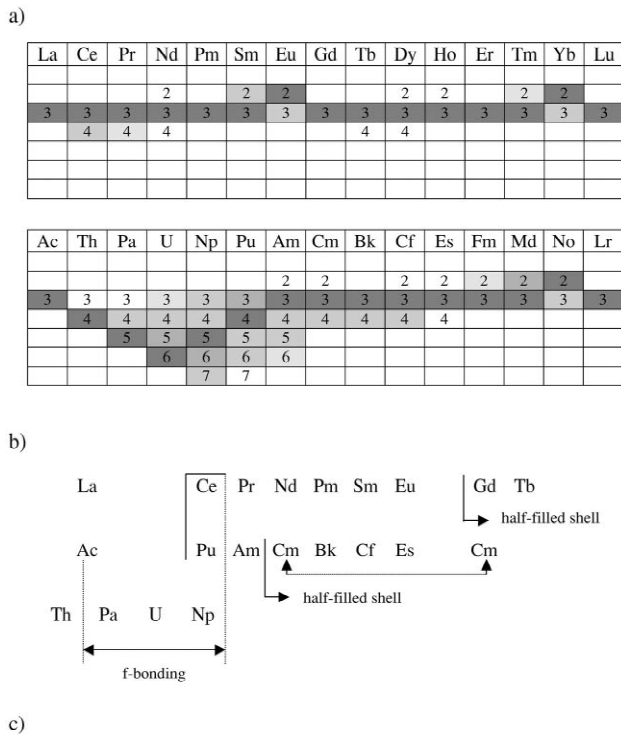 a)
La Ce Pr Nd Pm Sm Eu Gd Tb Dy Ho Er Tm Yb Lu
2 2 2 2 2 2 2
3 3 3 3 3 3 3 3 3 3 3 3 3 3 3
4 4 4 4 4
Ac Th Pa U Np Pu Am Cm Bk Cf Es Fm Md No Lr
2 2 2 2 2 2 2
3 3 3 3 3 3 3 3 3 3 3 3 3 3 3
4 4 4 4 4 4 4 4 4 4
5 5 5 5 5
6 6 6 6
7 7
b)
La Ce Pr Nd Pm Sm Eu Gd Tb
half-filled shell
Ac Pu Am Cm Bk Cf Es Cm
half-filled shell
Th Pa U Np
f-bonding
c)